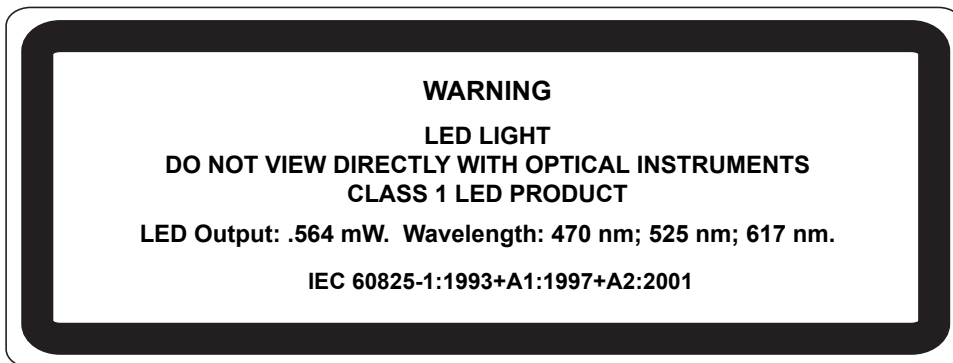 WARNING
LED LIGHT
DO NOT VIEW DIRECTLY WITH OPTICAL INSTRUMENTS
CLASS 1 LED PRODUCT
LED Output: .564 mW.  Wavelength: 470 nm; 525 nm; 617 nm.
IEC 60825-1:1993+A1:1997+A2:2001